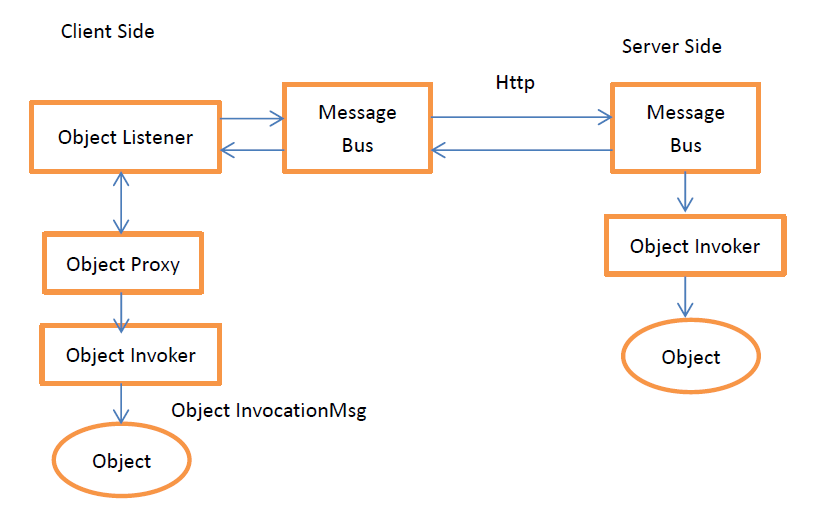 Client Side
Server Side
Http
Object Listener
Message
Bus
Message
Bus
Object Proxy
Object Invoker
Object Invoker
Object
Object InvocationMsg
Object